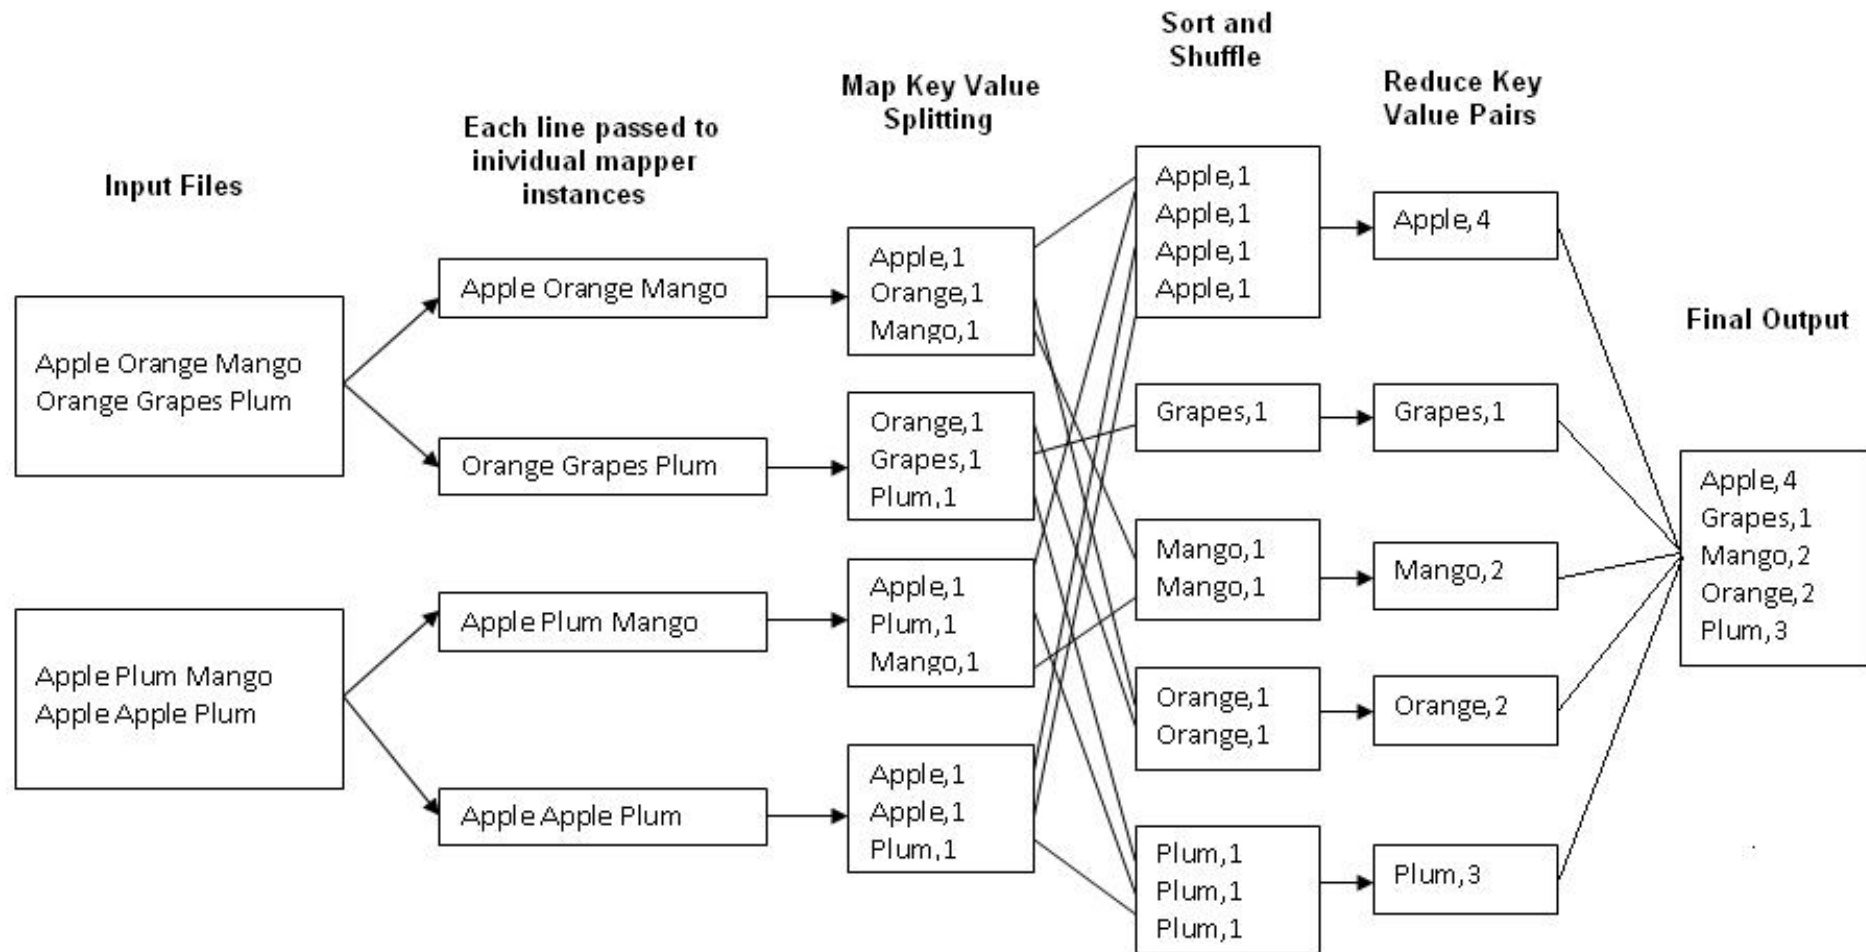 Input Files
Each line passed to
inividual mapper
instances
Map Key Value
Splitting
Sort and
Shuffle
Reduce Key
Value Pairs
Final Output
Apple Orange Mango
Orange Grapes Plum
Apple Plum Mango
Apple Apple Plum
Apple Orange Mango
Orange Grapes Plum
Apple Plum Mango
Apple Apple Plum
Apple,1
Orange,1
Mango,1
Orange,1
Grapes,1
Plum,1
Apple,1
Plum,1
Mango,1
Apple,1
Apple,1
Plum,1
Apple,1
Apple,1
Apple,1
Apple,1
Grapes,1
Mango,1
Mango,1
Orange,1
Orange,1
Plum,1
Plum,1
Plum,1
Apple,4
Grapes,1
Mango,2
Orange,2
Plum,3
Apple,4
Grapes,1
Mango,2
Orange,2
Plum,3